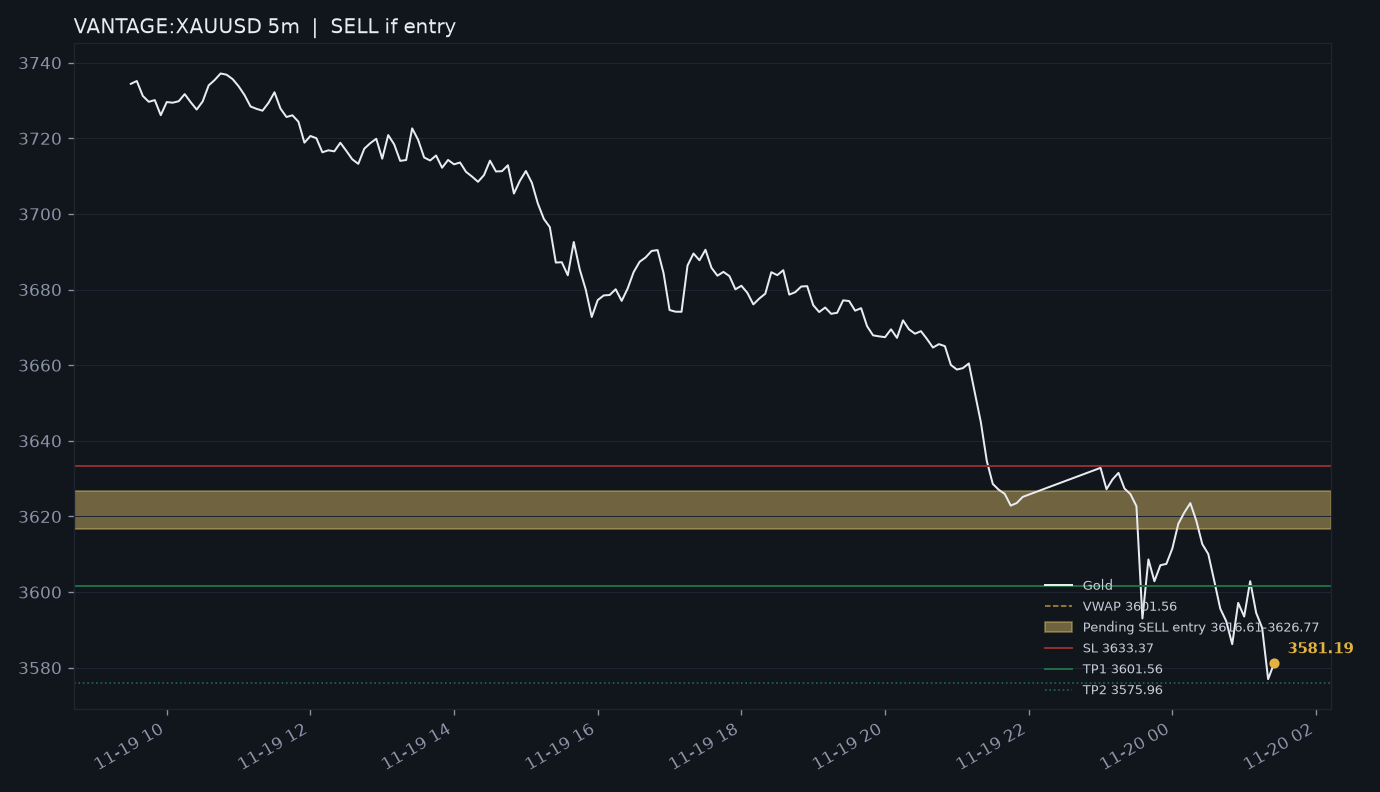 VANTAGE:XAUUSD 5m | SELL if entry
3740
3720
3700
3680
3660
3640
3620
3600
3580
Gold
VWAP 3601.56
Pending SELL entry 3616.61-3626.77
SL 3633.37
TP1 3601.56
TP2 3575.96
3581.19
11-19 10
11-19 12
11-19 14
11-19 16
11-19 18
11-19 20
11-19 22
11-20 00
11-20 02